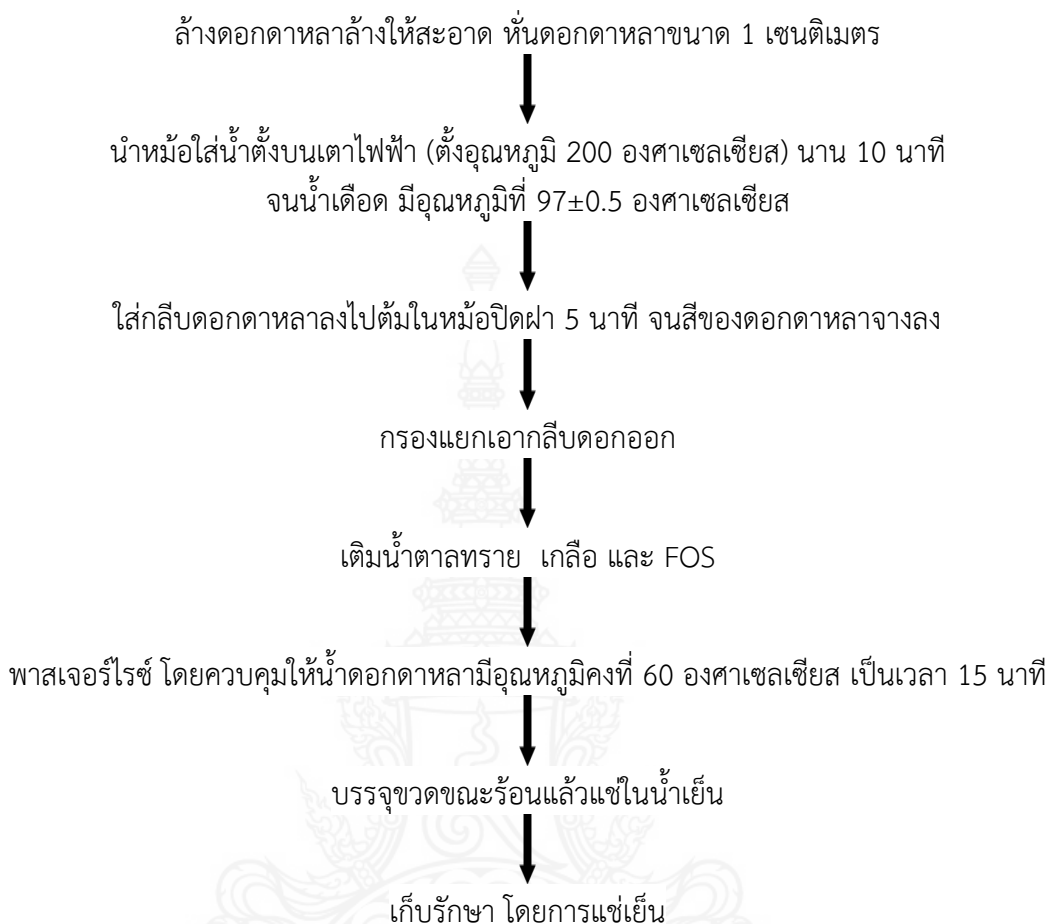 ล้างดอกดาหลาล้างให้สะอาด หั่นดอกดาหลาขนาด 1 เซนติเมตร
นำหม้อใส่น้ำตั้งบนเตาไฟฟ้า (ตั้งอุณหภูมิ 200 องศาเซลเซียส) นาน 10 นาที
จนน้ำเดือด มีอุณหภูมิที่ 97±0.5 องศาเซลเซียส
ใส่กลีบดอกดาหลาลงไปต้มในหม้อปิดฝา 5 นาที จนสีของดอกดาหลาจางลง
กรองแยกเอากลีบดอกออก
เติมน้ำตาลทราย เกลือ และ FOS
พาสเจอร์ไรซ์ โดยควบคุมให้น้ำดอกดาหลามีอุณหภูมิคงที่ 60 องศาเซลเซียส เป็นเวลา 15 นาที
บรรจุขวดขณะร้อนแล้วแช่ในน้ำเย็น
เก็บรักษา โดยการแช่เย็น